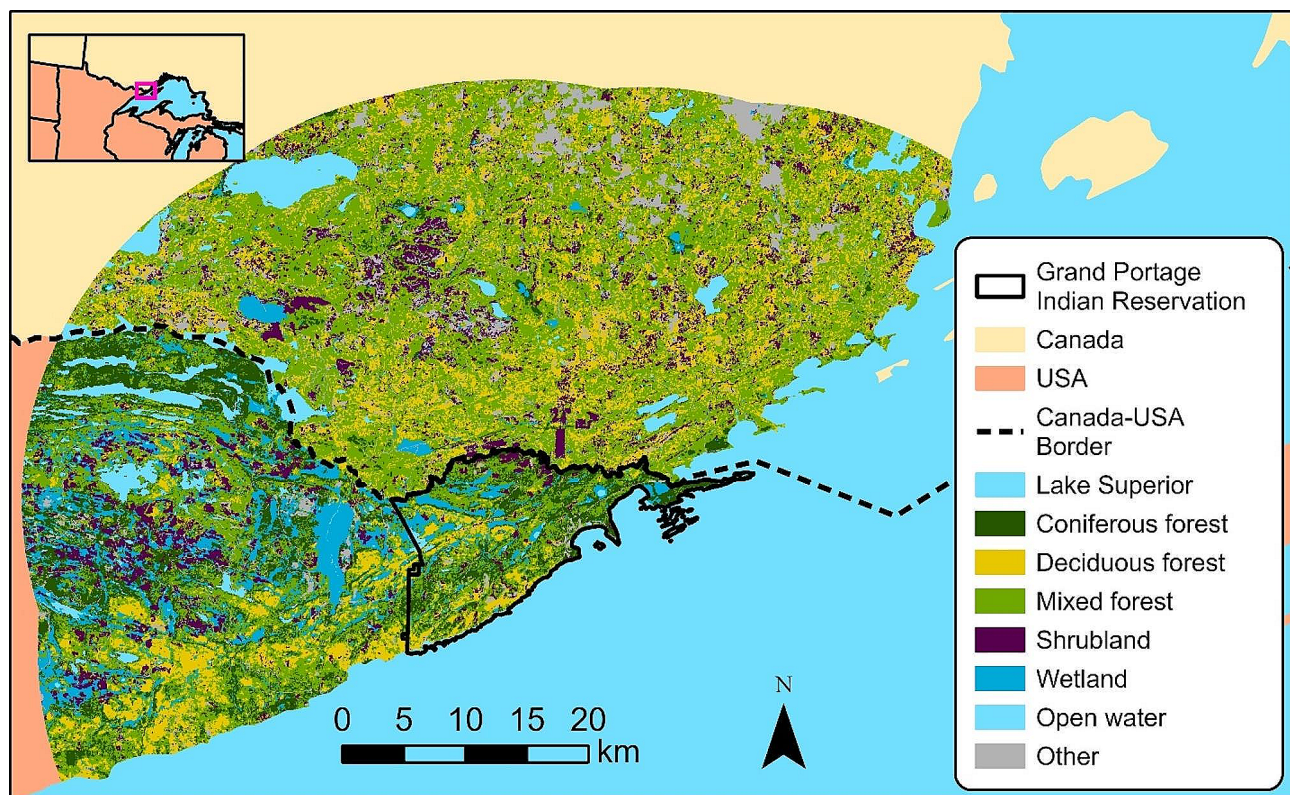 Grand Portage
Indian Reservation
Canada
USA
Canada-USA
Border
Lake Superior
Coniferous forest
Deciduous forest
Mixed forest
Shrubland
Wetland
Open water
Other
N
0 5 10 15 20
km